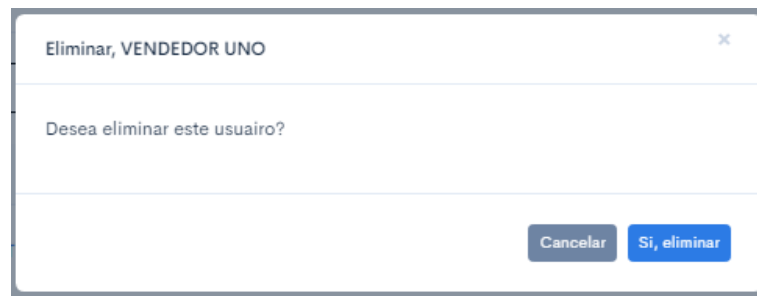 Eliminar, VENDEDOR UNO
×
Desea eliminar este usuairo?
Cancelar
Si, eliminar